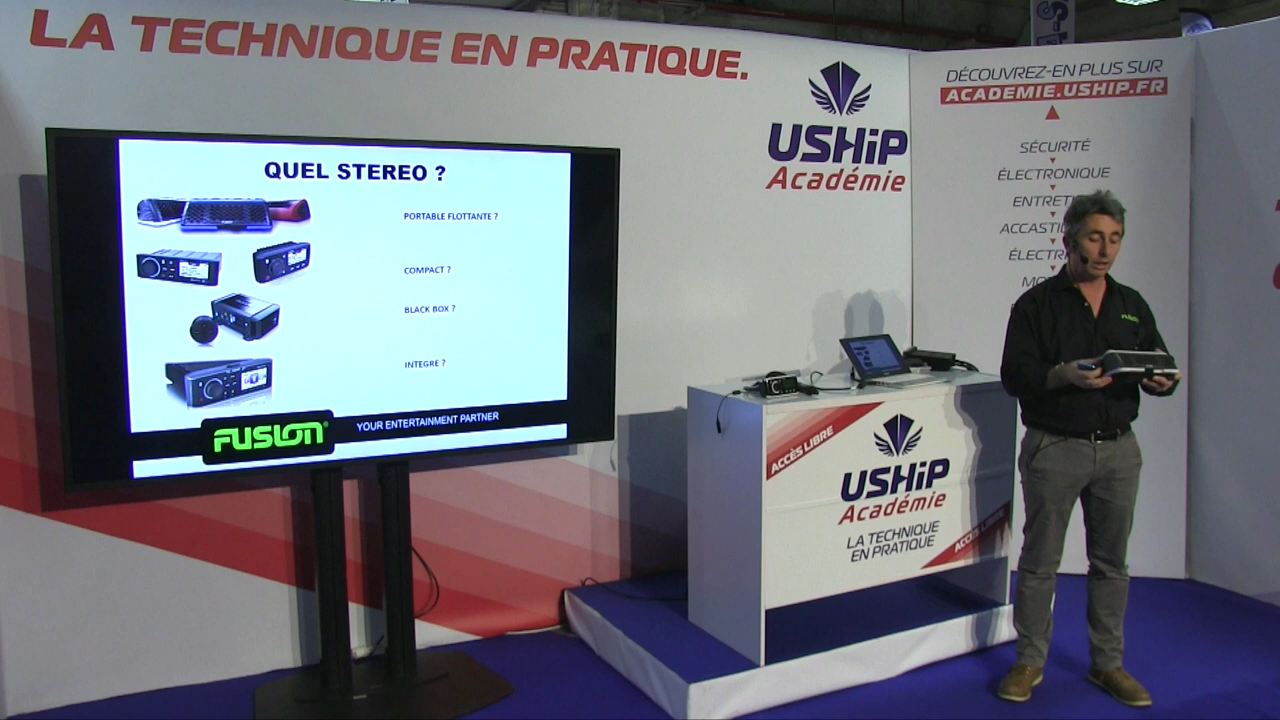 LA TECHNIQUE EN PRATIQUE.
USHiP
Académie
DÉCOUVREZ-EN PLUS SUR
ACADEMIE.USHIP.FR
SÉCURITÉ
ÉLECTRONIQUE
QUEL STEREO ?
PORTABLE FLOTTANTE ?
COMPACT ?
BLACK BOX ?
INTEGRE ?
FUSION
YOUR ENTERTAINMENT PARTNER
FUSION
ACCÈS LIBRE
USHiP
Académie
LA TECHNIQUE
EN PRATIQUE
ACCÈS LIBRE